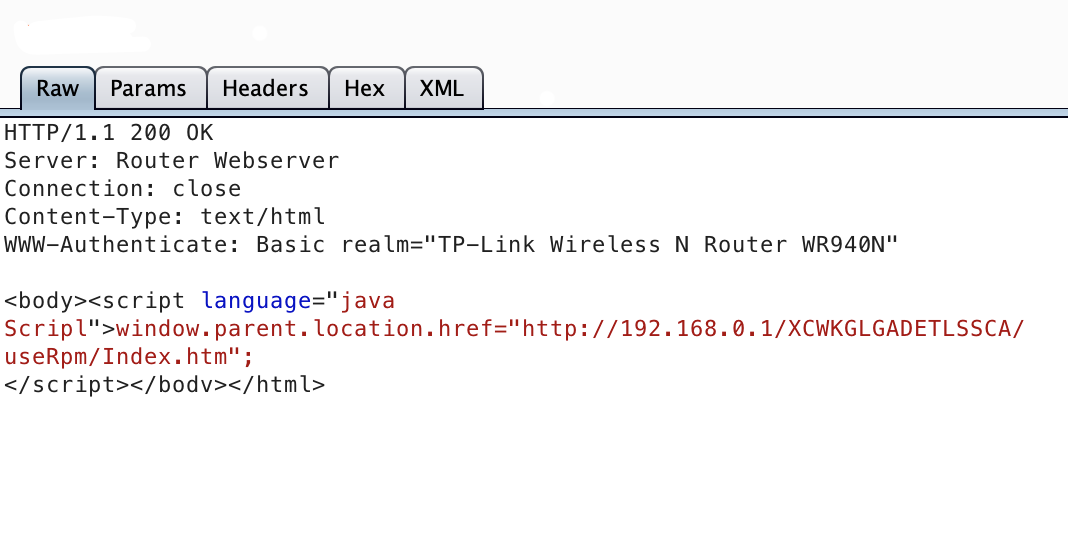 Raw Params Headers Hex XML
HTTP/1.1 200 OK
Server: Router Webserver
Connection: close
Content-Type: text/html
WWW-Authenticate: Basic realm="TP-Link Wireless N Router WR940N"
<body><script language="java
Scripl">window.parent.location.href="http://192.168.0.1/XCWKGLGADETLSSCA/
useRpm/Index.htm";
</script></bodv></html>